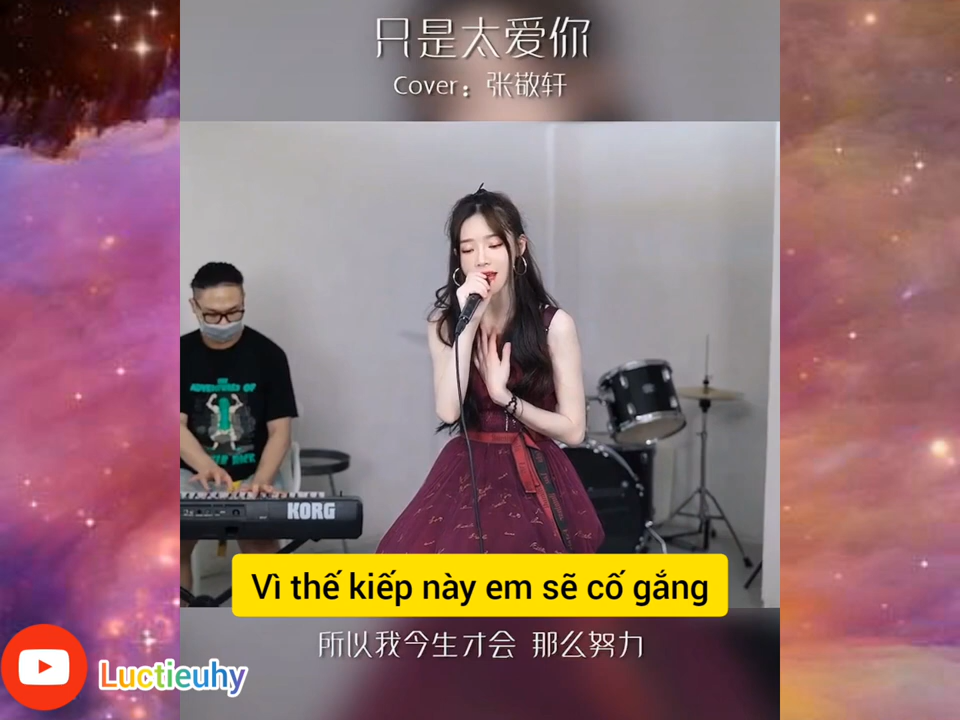 只是太爱你
Cover：张敬轩
KORG
Vì thế kiếp này em sẽ cố gắng
所以我今生才会 那么努力
Luctieuhy